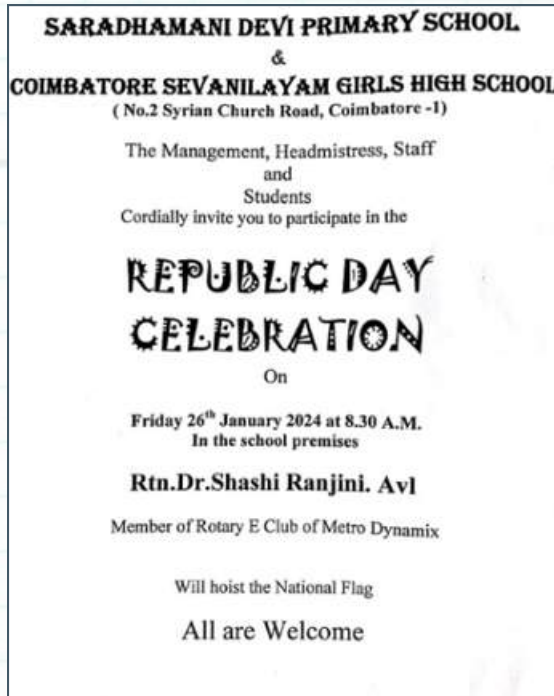 SARADHAMANI DEVI PRIMARY SCHOOL
&
COIMBATORE SEVANILAYAM GIRLS HIGH SCHOOL
( No.2 Syrian Church Road, Coimbatore -1)
The Management, Headmistress, Staff
and
Students
Cordially invite you to participate in the
REPUBLIC DAY
CELEBRATION
On
Friday 26th January 2024 at 8.30 A.M.
In the school premises
Rtn.Dr.Shashi Ranjini. Avl
Member of Rotary E Club of Metro Dynamix
Will hoist the National Flag
All are Welcome